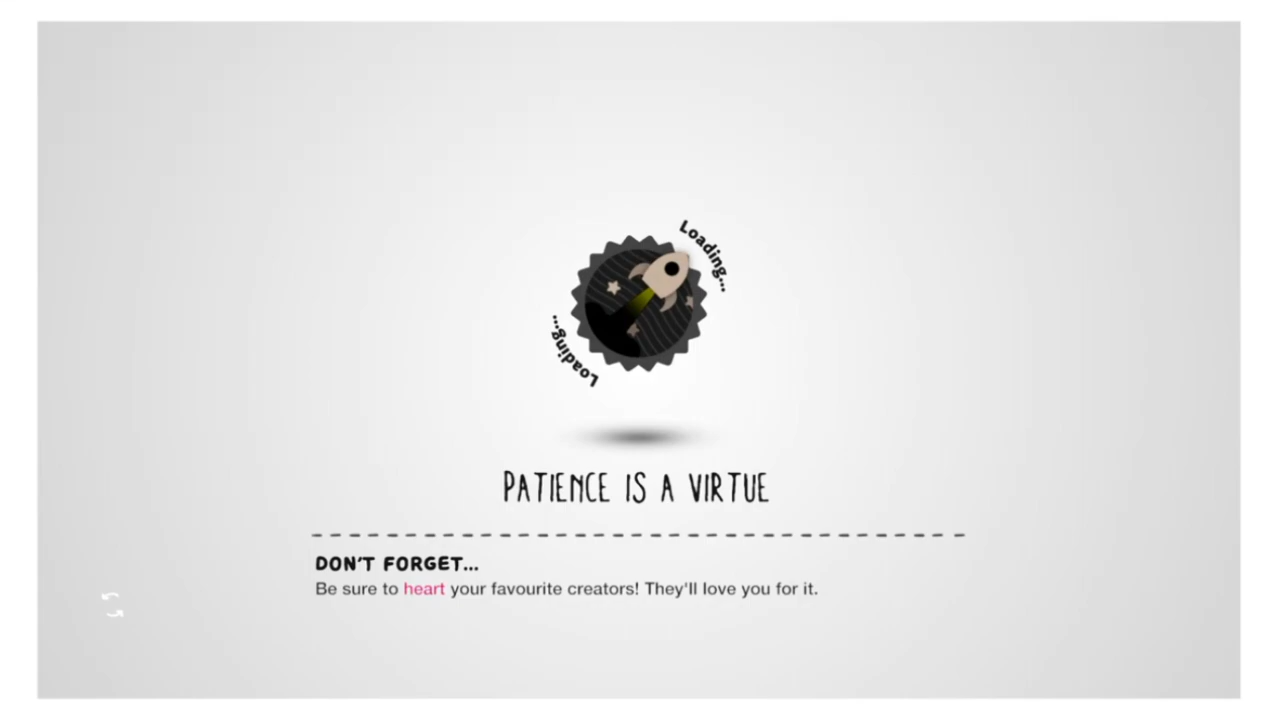 Loading...
Loading...
PATIENCE IS A VIRTUE
DON'T FORGET...
Be sure to heart your favourite creators! They'll love you for it.